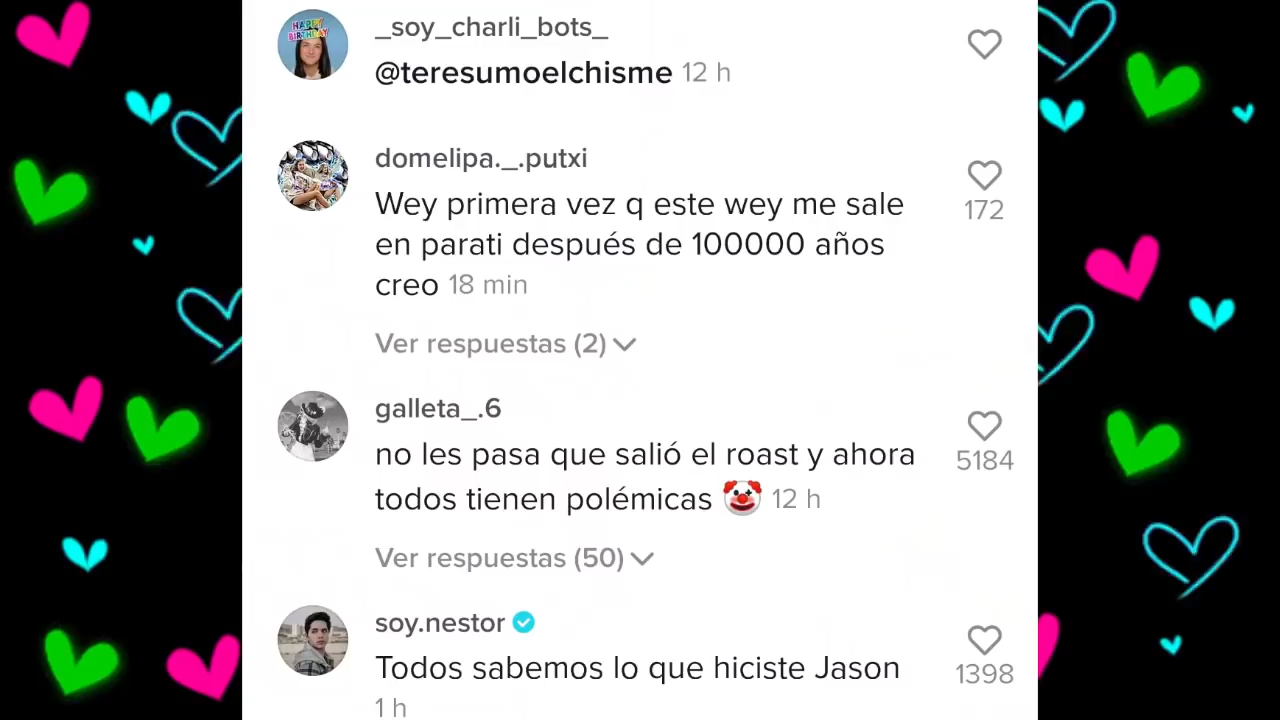 HAPPY
BIRTHDAY
_soy_charli_bots_
@teresumoelchisme 12 h
domelipa._.putxi
Wey primera vez q este wey me sale
en parati después de 100000 años
creo 18 min
172
Ver respuestas (2)
galleta_.6
no les pasa que salió el roast y ahora
todos tienen polémicas 🤡 12 h
5184
Ver respuestas (50)
soy.nestor
Todos sabemos lo que hiciste Jason
1 h
1398